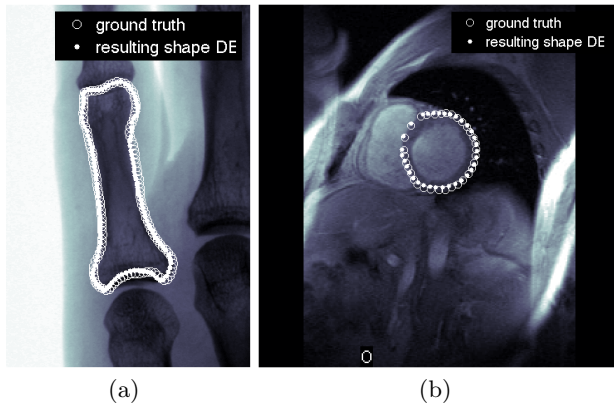 ground truth
resulting shape DE
ground truth
resulting shape DE
O
(a)
(b)